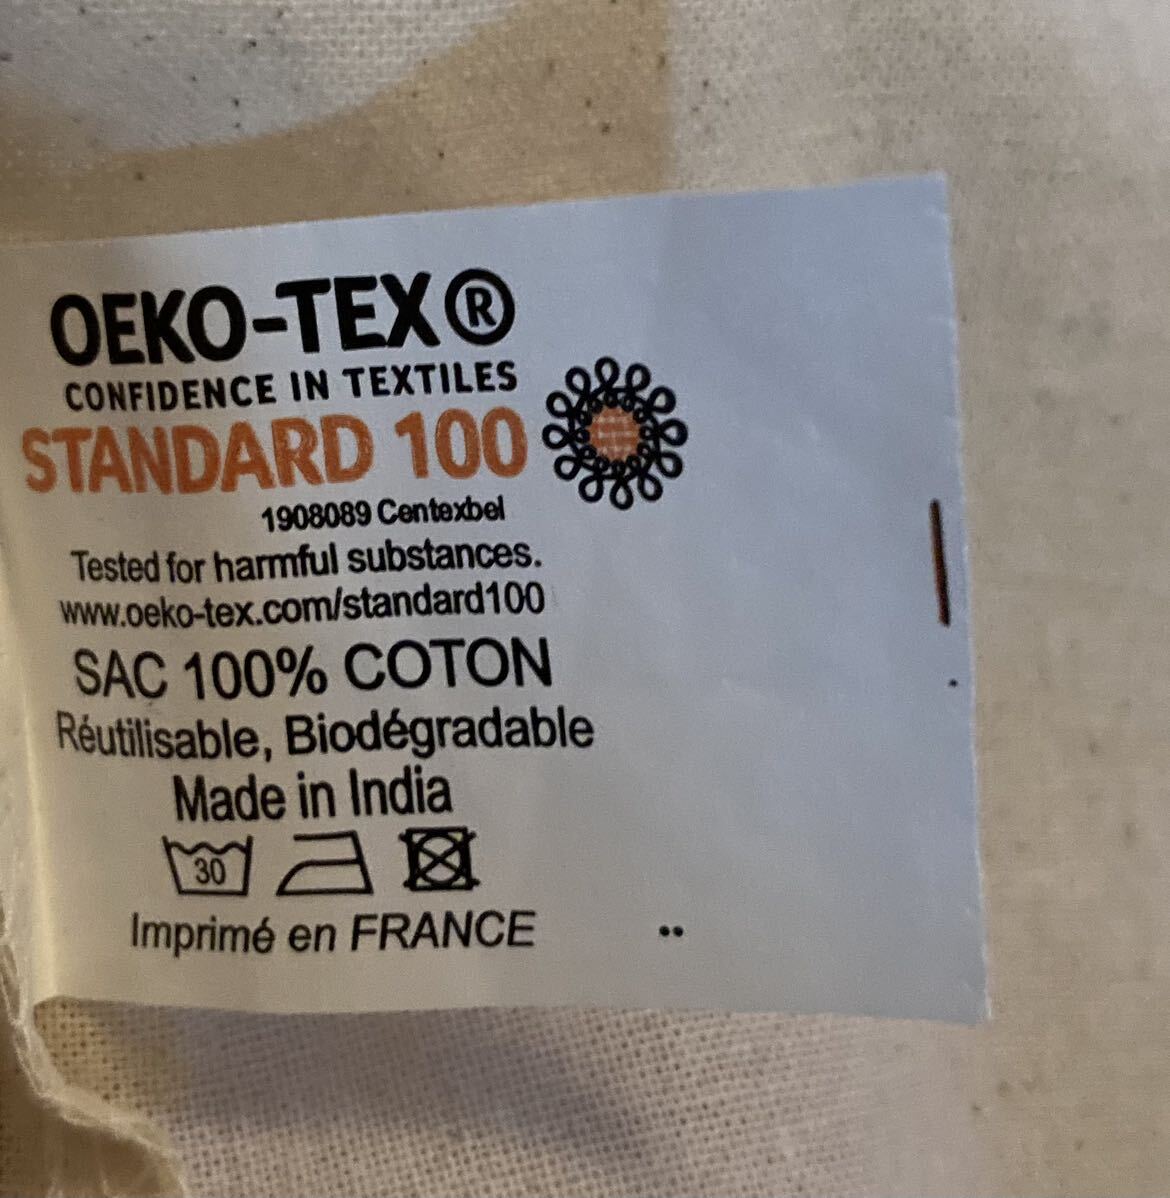 OEKO-TEX®
CONFIDENCE IN TEXTILES
STANDARD 100
1908089 Centexbel
Tested for harmful substances.
www.oeko-tex.com/standard100
SAC 100% COTON
Réutilisable, Biodégradable
Made in India
30
Imprimé en FRANCE